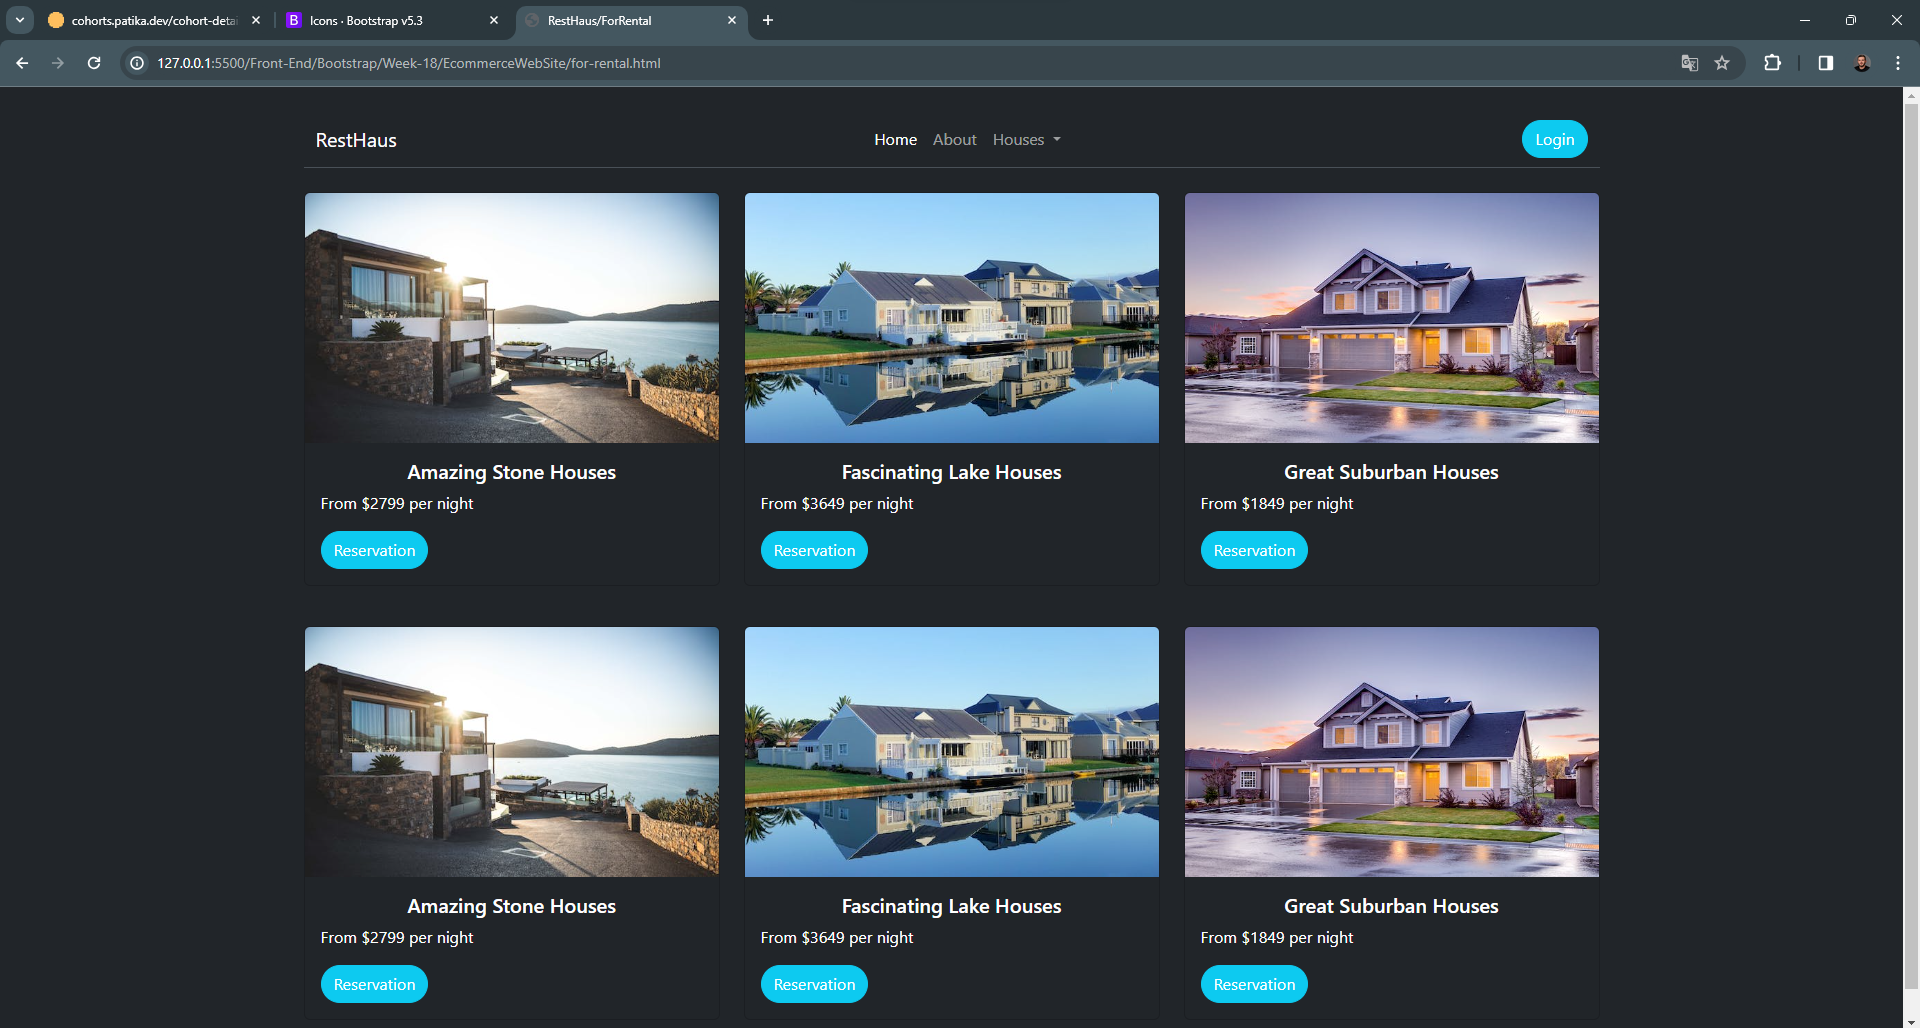 cohorts.patika.dev/cohort-detai
Icons · Bootstrap v5.3
RestHaus/ForRental
127.0.0.1:5500/Front-End/Bootstrap/Week-18/EcommerceWebSite/for-rental.html
RestHaus
Home About Houses
Login
Amazing Stone Houses
From $2799 per night
Reservation
Fascinating Lake Houses
From $3649 per night
Reservation
Great Suburban Houses
From $1849 per night
Reservation
Amazing Stone Houses
From $2799 per night
Reservation
Fascinating Lake Houses
From $3649 per night
Reservation
Great Suburban Houses
From $1849 per night
Reservation